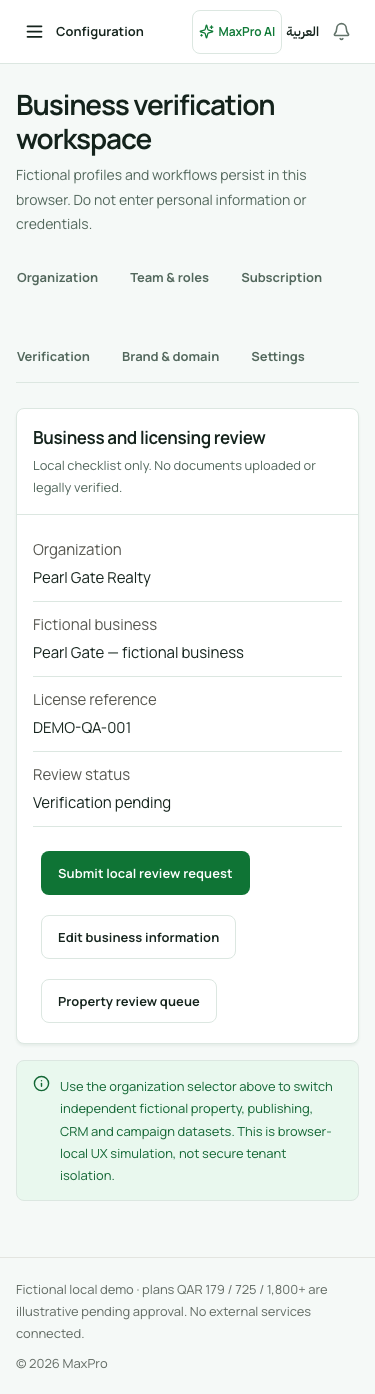 Configuration MaxPro AI العربية
Business verification
workspace
Fictional profiles and workflows persist in this
browser. Do not enter personal information or
credentials.
Organization Team & roles Subscription
Verification Brand & domain Settings
Business and licensing review
Local checklist only. No documents uploaded or
legally verified.
Organization
Pearl Gate Realty
Fictional business
Pearl Gate — fictional business
License reference
DEMO-QA-001
Review status
Verification pending
Submit local review request
Edit business information
Property review queue
Use the organization selector above to switch
independent fictional property, publishing,
CRM and campaign datasets. This is browser-
local UX simulation, not secure tenant
isolation.
Fictional local demo · plans QAR 179 / 725 / 1,800+ are
illustrative pending approval. No external services
connected.
© 2026 MaxPro